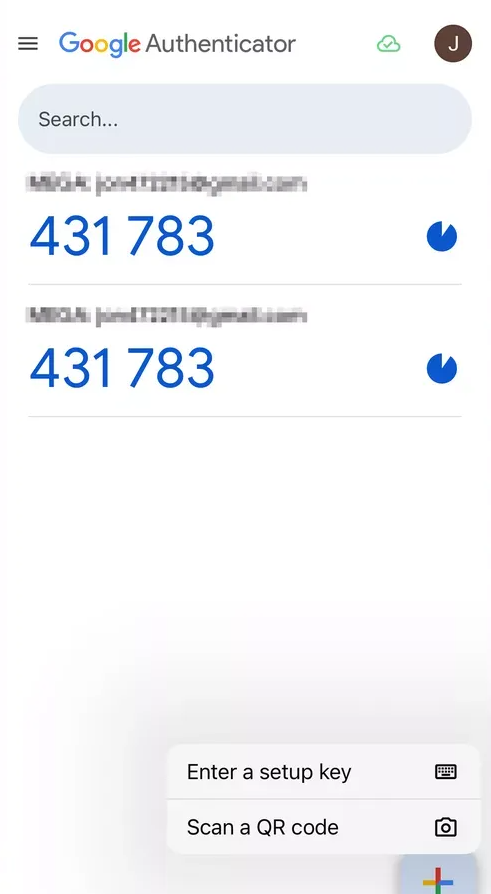 Google Authenticator
J
Search...
431 783
431 783
Enter a setup key
Scan a QR code